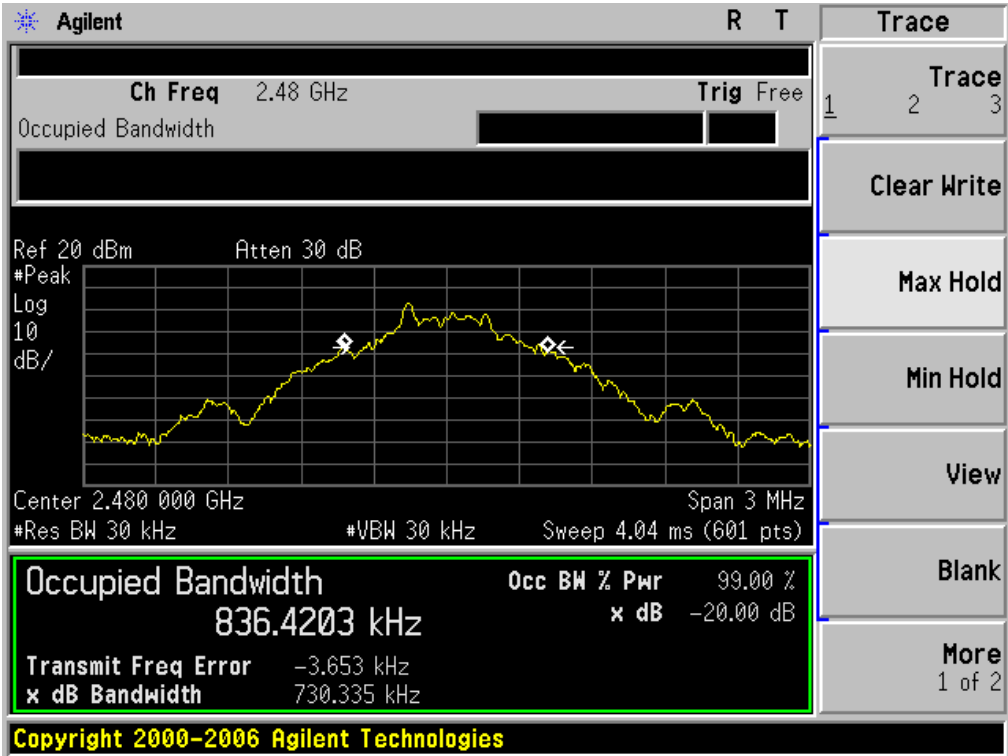 Agilent R T
Ch Freq 2.48 GHz Trig Free
Occupied Bandwidth
Ref 20 dBm Atten 30 dB
#Peak
Log
10
dB/
Center 2.480 000 GHz Span 3 MHz
#Res BW 30 kHz #VBW 30 kHz Sweep 4.04 ms (601 pts)
Occupied Bandwidth Occ BW % Pwr 99.00 %
836.4203 kHz x dB -20.00 dB
Transmit Freq Error -3.653 kHz
x dB Bandwidth 730.335 kHz
Copyright 2000-2006 Agilent Technologies
Trace
Trace
1 2 3
Clear Write
Max Hold
Min Hold
View
Blank
More
1 of 2